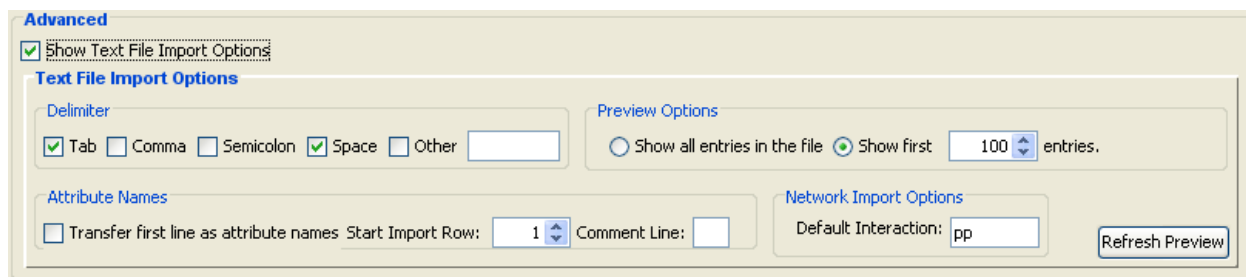 Advanced
Show Text File Import Options
Text File Import Options
Delimiter Preview Options
Tab Comma Semicolon Space Other Show all entries in the file Show first 100 entries.
Attribute Names Network Import Options
Transfer first line as attribute names Start Import Row: 1 Comment Line: Default Interaction: pp
Refresh Preview